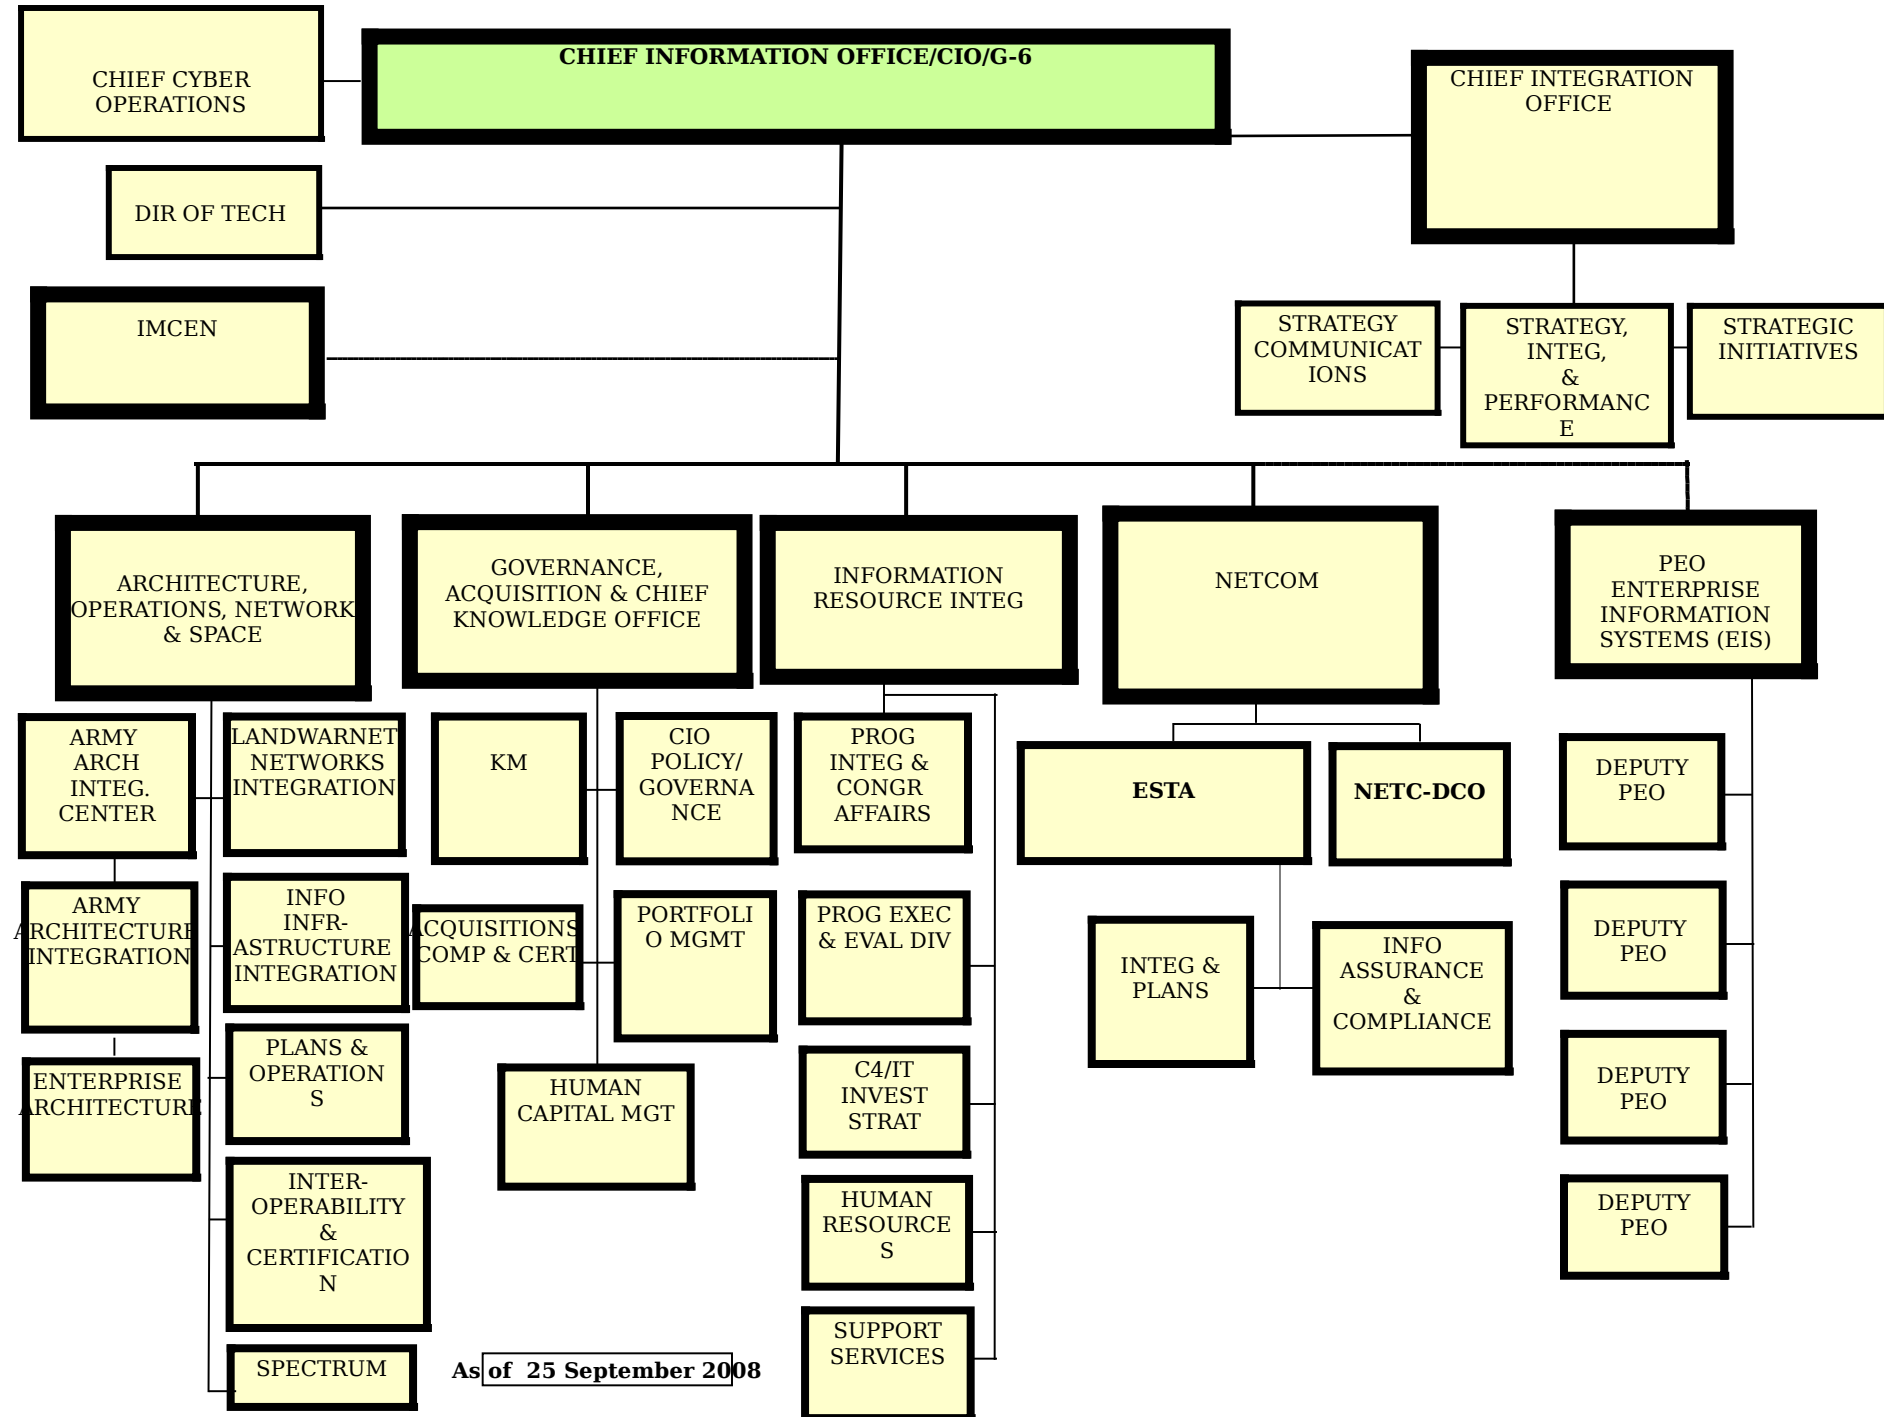 CHIEF CYBER
OPERATIONS
CHIEF INFORMATION OFFICE/CIO/G-6
CHIEF INTEGRATION
OFFICE
DIR OF TECH
IMCEN
STRATEGY
COMMUNICAT
IONS
STRATEGY,
INTEG,
&
PERFORMANC
E
STRATEGIC
INITIATIVES
ARCHITECTURE,
OPERATIONS, NETWORK
& SPACE
GOVERNANCE,
ACQUISITION & CHIEF
KNOWLEDGE OFFICE
INFORMATION
RESOURCE INTEG
NETCOM
PEO
ENTERPRISE
INFORMATION
SYSTEMS (EIS)
ARMY
ARCH
INTEG.
CENTER
LANDWARNET
NETWORKS
INTEGRATION
KM
CIO
POLICY/
GOVERNA
NCE
PROG
INTEG &
CONGR
AFFAIRS
ESTA
NETC-DCO
DEPUTY
PEO
ARMY
ARCHITECTURE
INTEGRATION
INFO
INFR-
ASTRUCTURE
INTEGRATION
ACQUISITIONS
COMP & CERT
PORTFOLI
O MGMT
PROG EXEC
& EVAL DIV
INTEG &
PLANS
INFO
ASSURANCE
&
COMPLIANCE
DEPUTY
PEO
ENTERPRISE
ARCHITECTURE
PLANS &
OPERATION
S
HUMAN
CAPITAL MGT
C4/IT
INVEST
STRAT
DEPUTY
PEO
INTER-
OPERABILITY
&
CERTIFICATIO
N
HUMAN
RESOURCE
S
DEPUTY
PEO
SPECTRUM
As of  25 September 2008
SUPPORT
SERVICES